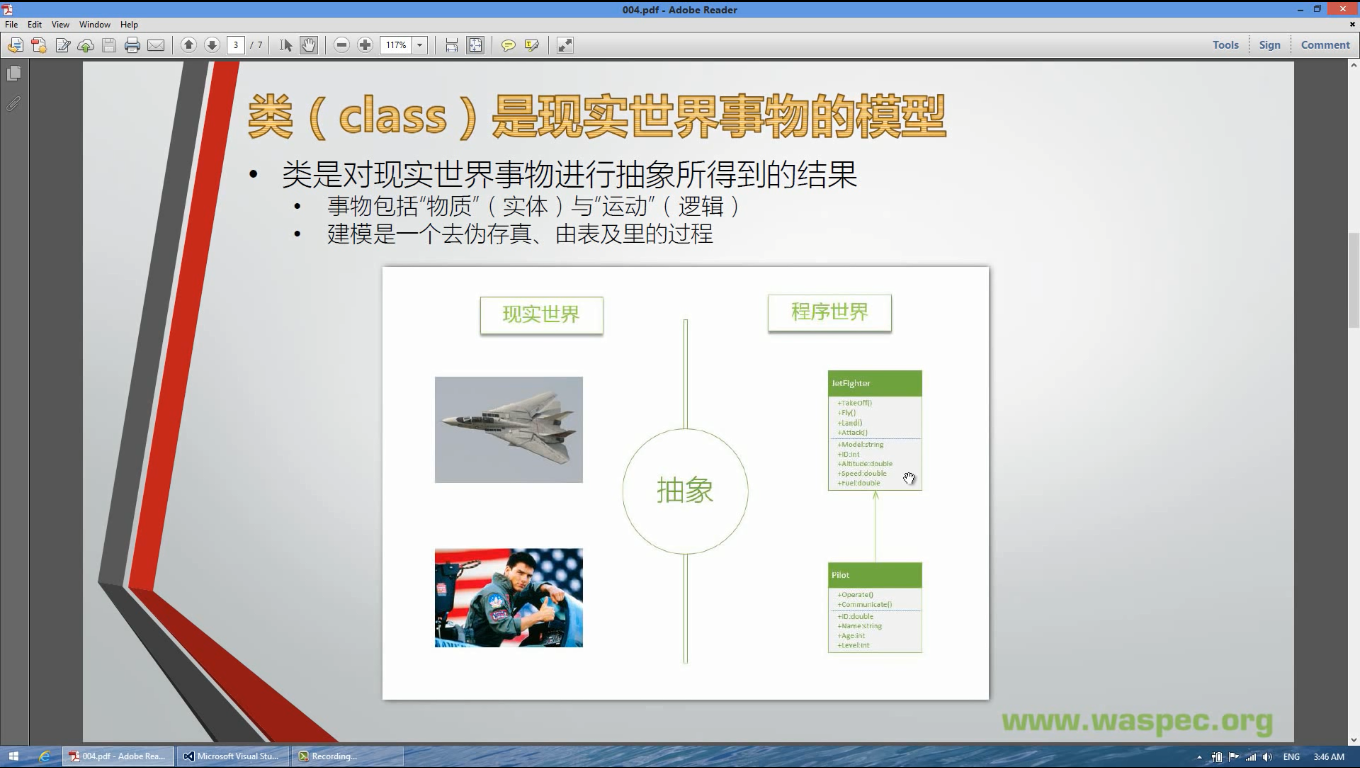 004.pdf - Adobe Reader
File Edit View Window Help
3 / 7
117%
Tools Sign Comment
类（class）是现实世界事物的模型
• 类是对现实世界事物进行抽象所得到的结果
• 事物包括“物质”（实体）与“运动”（逻辑）
• 建模是一个去伪存真、由表及里的过程
现实世界
程序世界
抽象
JetFighter
+TakeOff()
+Fly()
+Land()
+Attack()
+Model:string
+ID:int
+Altitude:double
+Speed:double
+Fuel:double
Pilot
+Operate()
+Communicate()
+ID:double
+Name:string
+Age:int
+Level:int
www.waspec.org
004.pdf - Adobe Rea...
Microsoft Visual Stu...
Recording...
ENG
3:46 AM